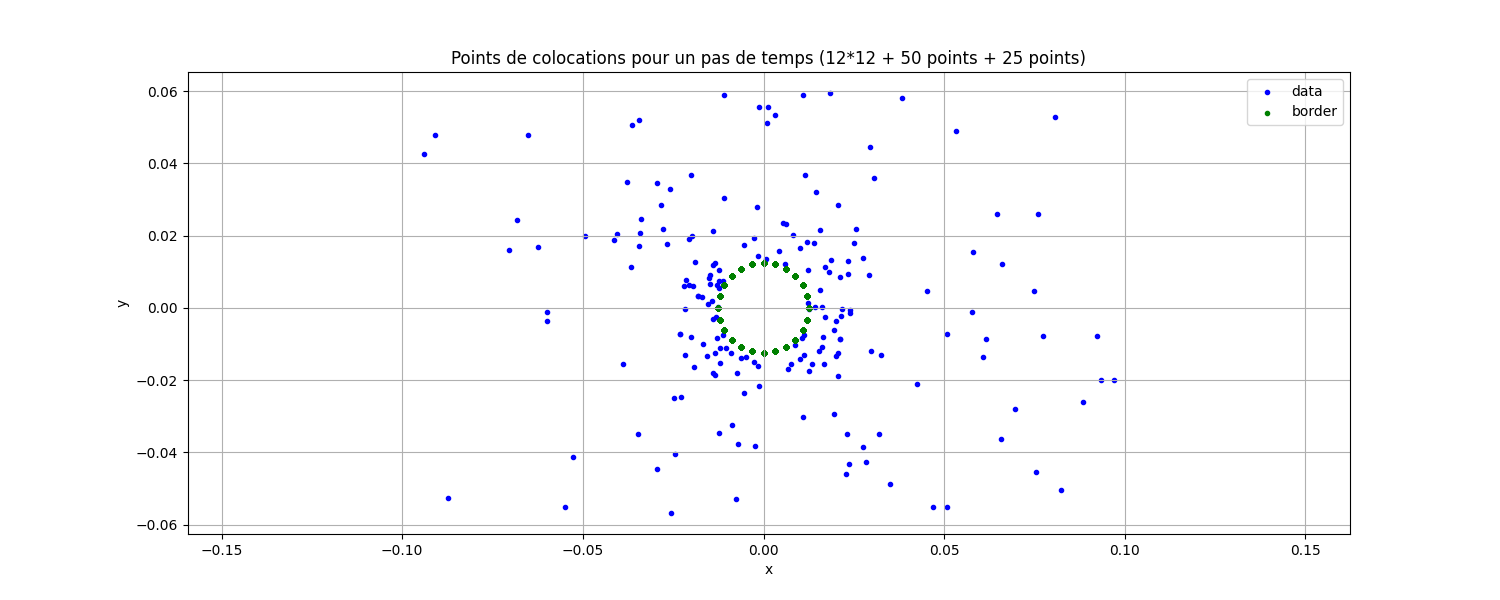 Points de colocations pour un pas de temps (12*12 + 50 points + 25 points)
data
border
y
0.06
0.04
0.02
0.00
−0.02
−0.04
−0.06
−0.15
−0.10
−0.05
0.00
0.05
0.10
0.15
x